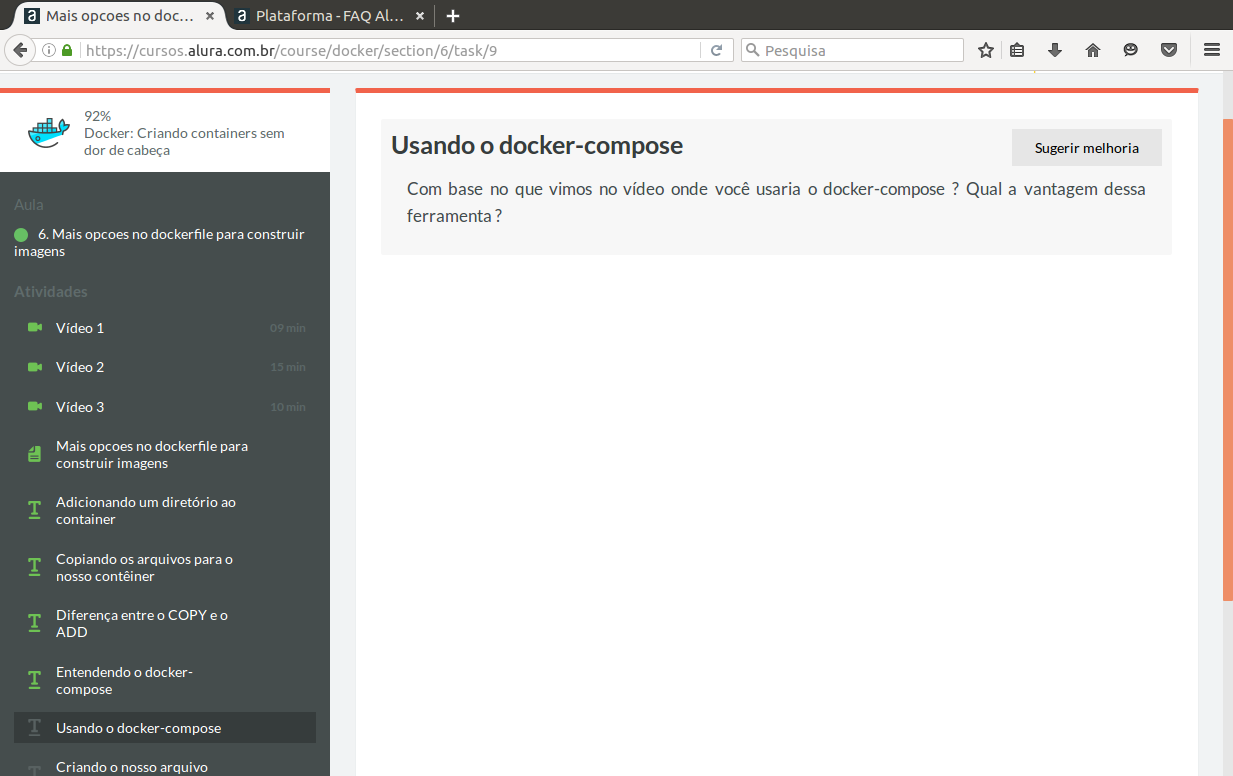 Mais opcoes no doc...
Plataforma - FAQ Al...
https://cursos.alura.com.br/course/docker/section/6/task/9
Pesquisa
92%
Docker: Criando containers sem
dor de cabeça
Aula
6. Mais opcoes no dockerfile para construir
imagens
Atividades
Vídeo 1 09 min
Vídeo 2 15 min
Vídeo 3 10 min
Mais opcoes no dockerfile para
construir imagens
Adicionando um diretório ao
container
Copiando os arquivos para o
nosso contêiner
Diferença entre o COPY e o
ADD
Entendendo o docker-
compose
Usando o docker-compose
Criando o nosso arquivo
Usando o docker-compose
Sugerir melhoria
Com base no que vimos no vídeo onde você usaria o docker-compose ? Qual a vantagem dessa
ferramenta ?